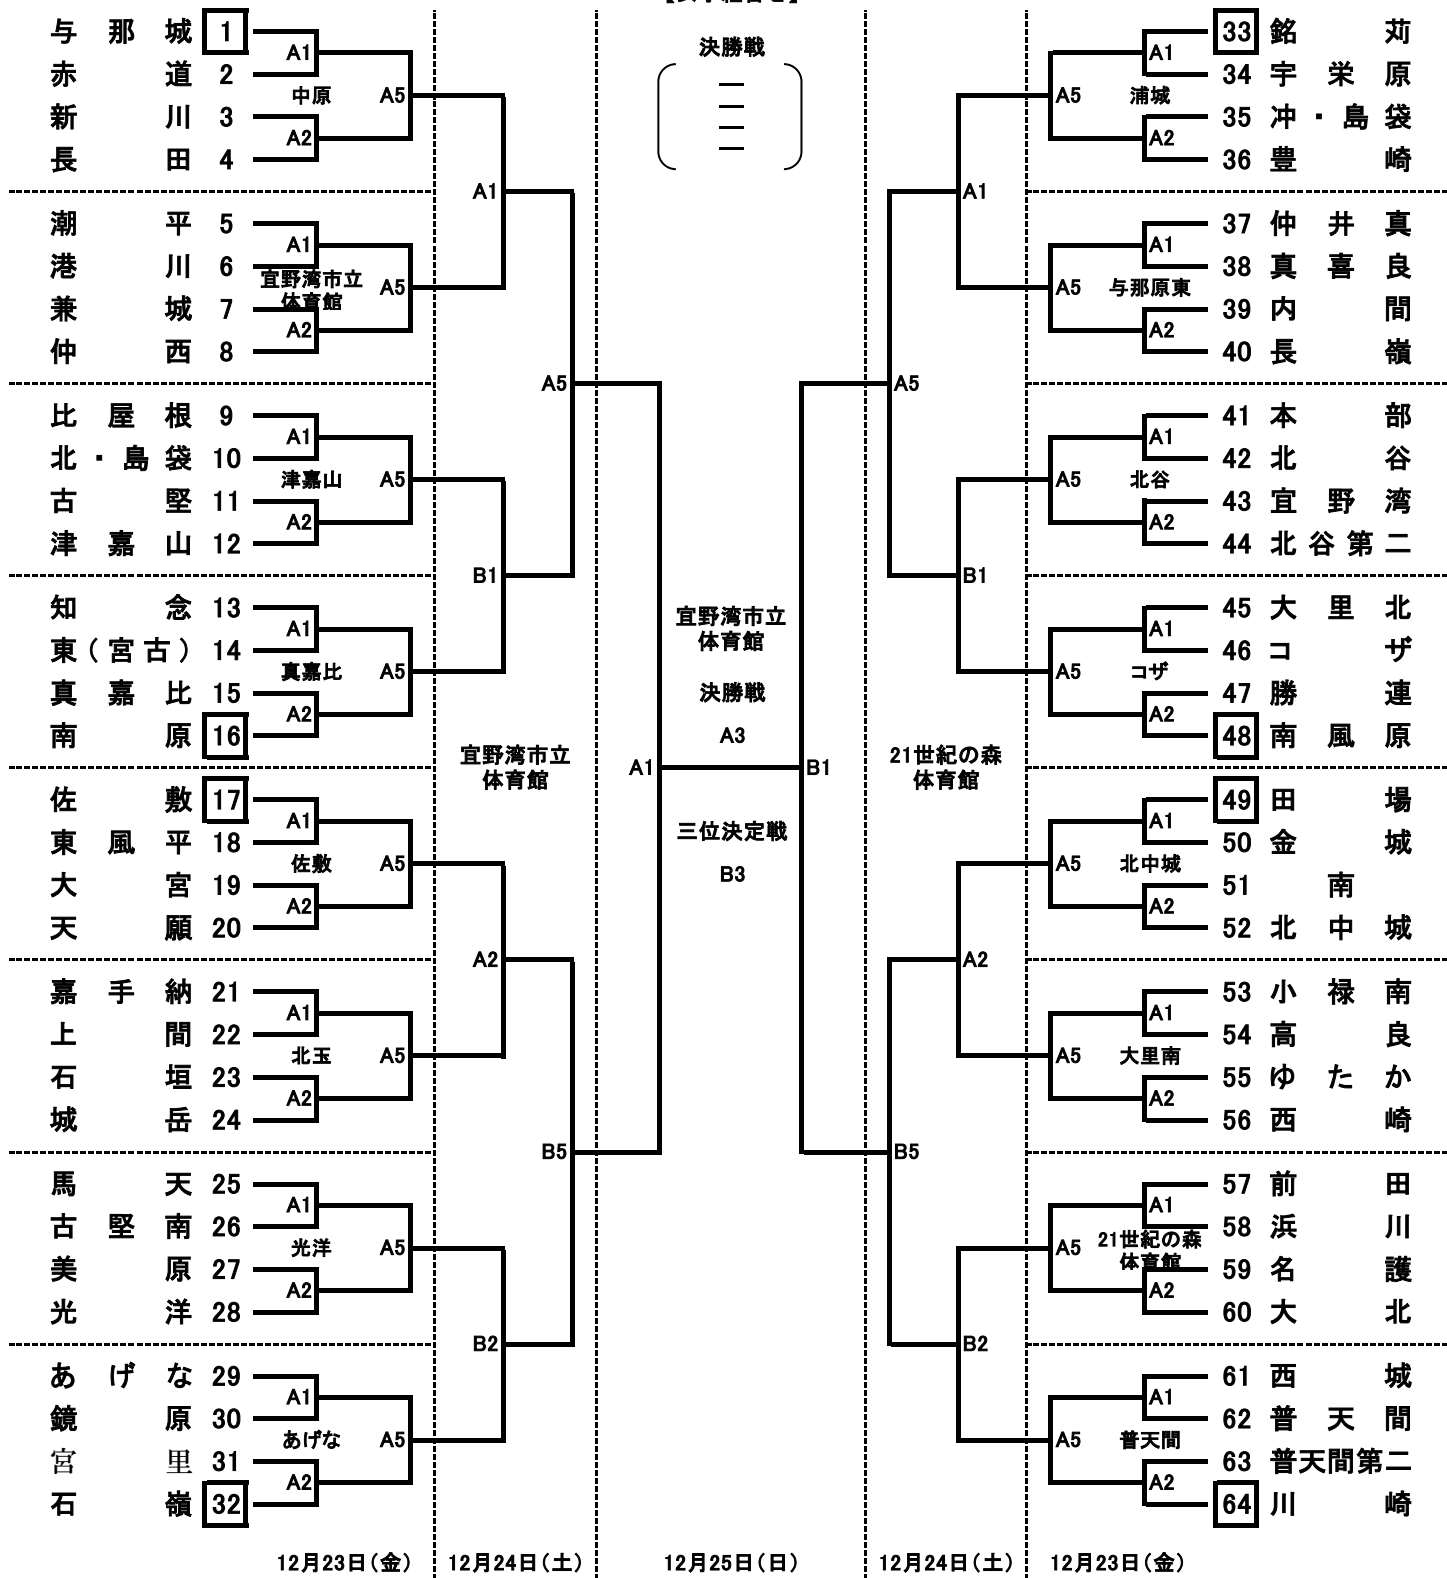 決勝戦
与那城 1
A1
赤道 2
中原 A5
新川 3
A2
長田 4
A1
潮平 5
A1
港川 6
宜野湾市立
体育館
A5
兼城 7
A2
仲西 8
A5
比屋根 9
A1
北・島袋 10
津嘉山 A5
古堅 11
A2
津嘉山 12
B1
知念 13
A1
東(宮古) 14
真嘉比 A5
真嘉比 15
A2
南原 16
宜野湾市立
体育館
佐敷 17
A1
東風平 18
佐敷 A5
大宮 19
A2
天願 20
A2
嘉手納 21
A1
上間 22
北玉 A5
石垣 23
A2
城岳 24
B5
馬天 25
A1
古堅南 26
光洋 A5
美原 27
A2
光洋 28
B2
あげな 29
A1
鏡原 30
あげな A5
宮里 31
A2
石嶺 32
宜野湾市立
体育館
決勝戦
A3
A1
B1
三位決定戦
B3
33 銘苅
A1
34 宇栄原
A5 浦城
35 沖・島袋
A2
36 豊崎
A1
37 仲井真
A1
38 真喜良
A5 与那原東
39 内間
A2
40 長嶺
A5
41 本部
A1
42 北谷
A5 北谷
43 宜野湾
A2
44 北谷第二
B1
45 大里北
A1
46 コザ
A5 コザ
47 勝連
A2
48 南風原
21世紀の森
体育館
49 田場
A1
50 金城
A5 北中城
51 南
A2
52 北中城
A2
53 小禄南
A1
54 高良
A5 大里南
55 ゆたか
A2
56 西崎
B5
57 前田
A1
58 浜川
A5
21世紀の森
体育館
59 名護
A2
60 大北
B2
61 西城
A1
62 普天間
A5 普天間
63 普天間第二
A2
64 川崎
12月23日(金) 12月24日(土) 12月25日(日) 12月24日(土) 12月23日(金)